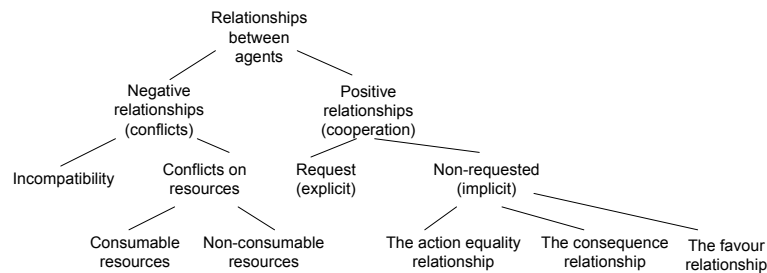 Relationships
between
agents
Negative
relationships
(conflicts)
Positive
relationships
(cooperation)
Incompatibility
Conflicts on
resources
Request
(explicit)
Non-requested
(implicit)
Consumable
resources
Non-consumable
resources
The action equality
relationship
The consequence
relationship
The favour
relationship